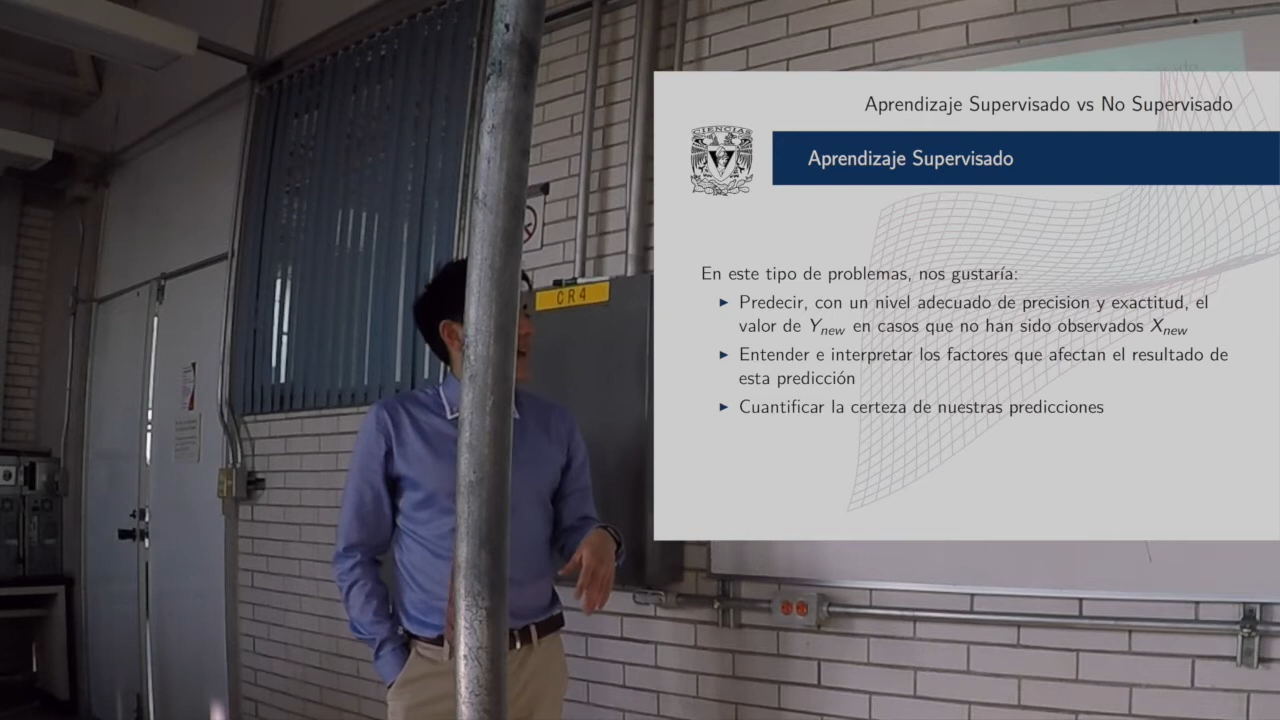 Aprendizaje Supervisado vs No Supervisado
CIENCIAS
Aprendizaje Supervisado
En este tipo de problemas, nos gustaría:
▶ Predecir, con un nivel adecuado de precision y exactitud, el
valor de Ynew en casos que no han sido observados Xnew
▶ Entender e interpretar los factores que afectan el resultado de
esta predicción
▶ Cuantificar la certeza de nuestras predicciones
CR4